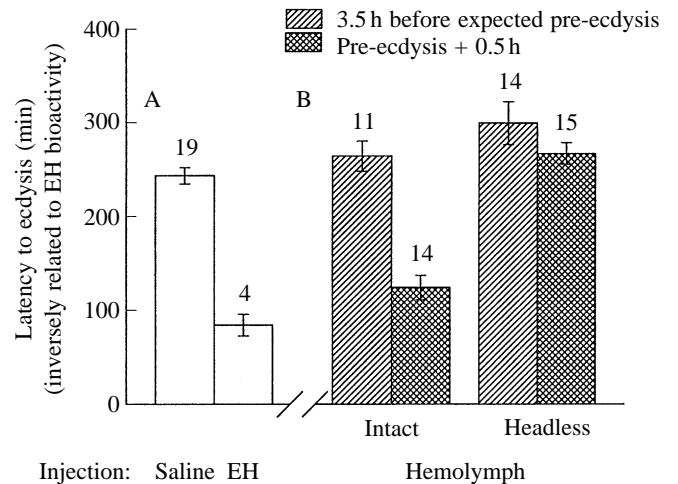 3.5 h before expected pre-ecdysis
Pre-ecdysis + 0.5 h
Latency to ecdysis (min)
(inversely related to EH bioactivity)
400
300
200
100
0
A
19
4
B
11
14
14
15
Intact
Headless
Injection: Saline EH
Hemolymph